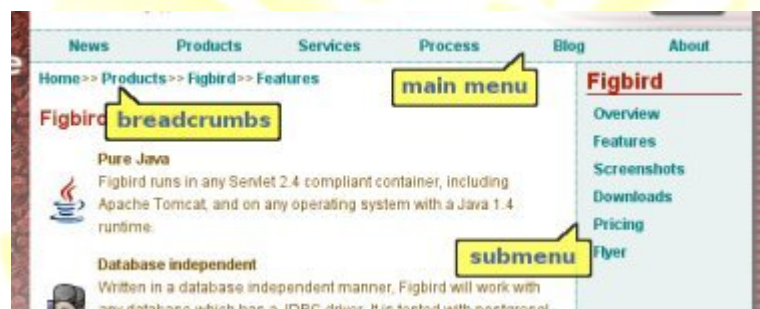 News Products Services Process Blog About
Home>> Products>> Figbird>> Features
main menu
breadcrumbs
Pure Java
Figbird runs in any Servlet 2.4 compliant container, including
Apache Tomcat, and on any operating system with a Java 1.4
runtime.
Database independent
Written in a database independent manner, Figbird will work with
Figbird
Overview
Features
Screenshots
Downloads
Pricing
Flyer
submenu